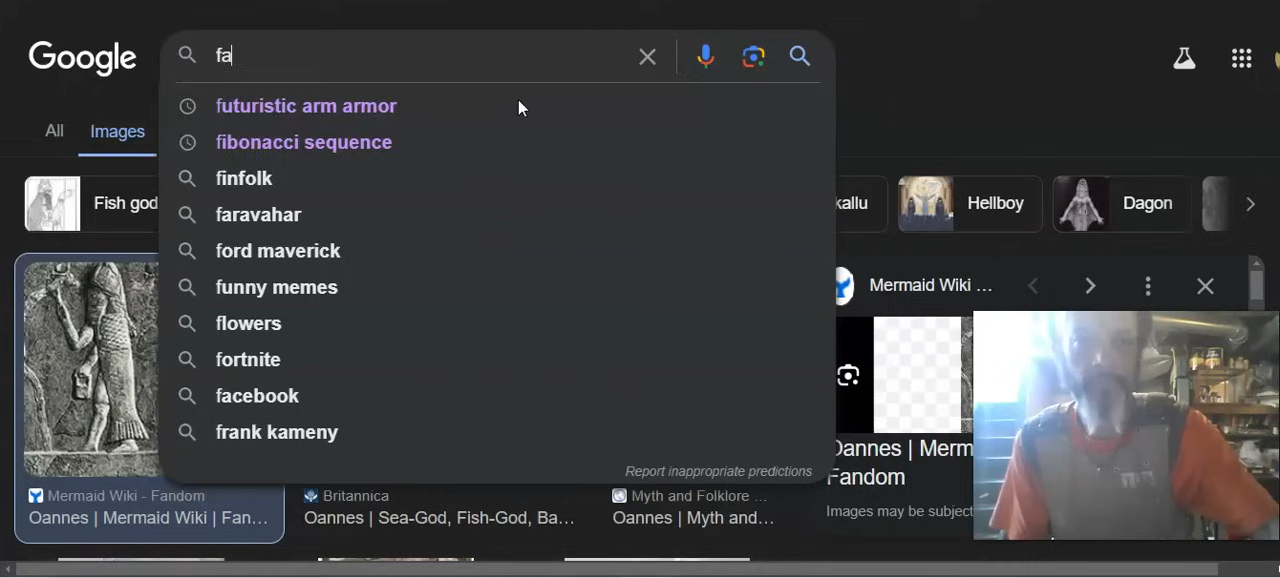 Google
fa
futuristic arm armor
fibonacci sequence
finfolk
faravahar
ford maverick
funny memes
flowers
fortnite
facebook
frank kameny
Report inappropriate predictions
All Images
Fish god
kallu
Hellboy
Dagon
Mermaid Wiki ...
Mermaid Wiki - Fandom
Oannes | Mermaid Wiki | Fan...
Britannica
Oannes | Sea-God, Fish-God, Ba...
Myth and Folklore ...
Oannes | Myth and...
Oannes | Merm
Fandom
Images may be subject